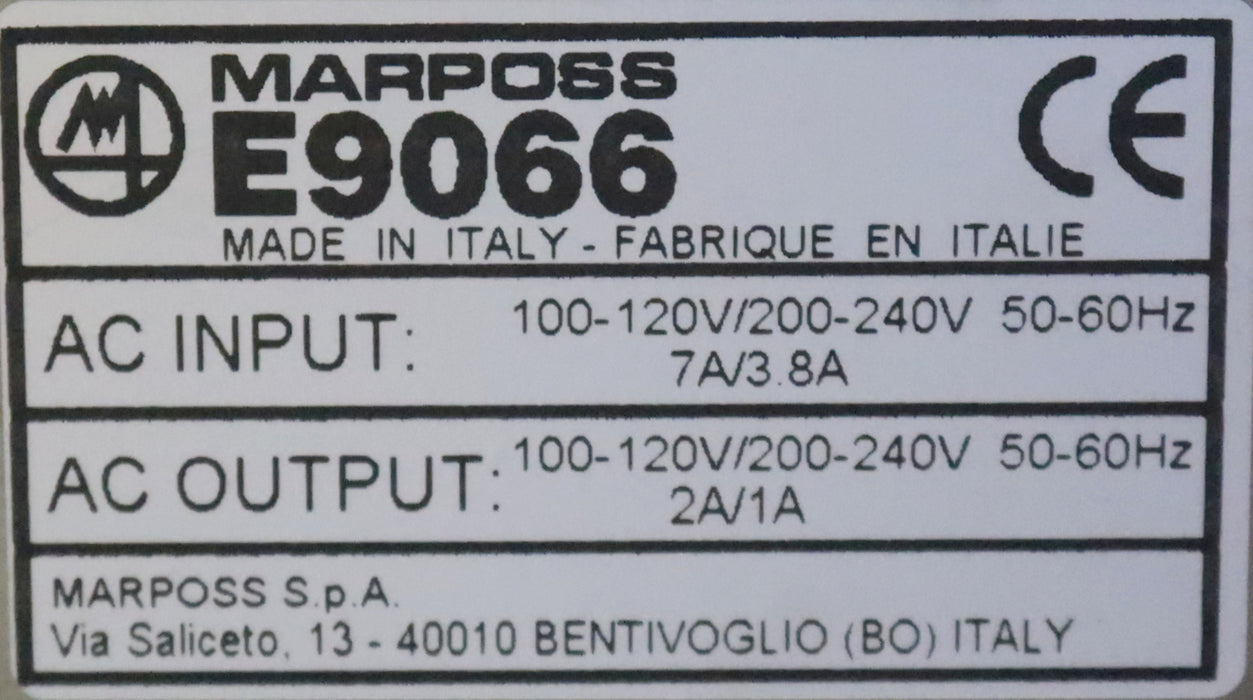 MARPOSS
E9066
CE
MADE IN ITALY - FABRIQUE EN ITALIE
AC INPUT: 100-120V/200-240V 50-60Hz
7A/3.8A
AC OUTPUT: 100-120V/200-240V 50-60Hz
2A/1A
MARPOSS S.p.A.
Via Saliceto, 13 - 40010 BENTIVOGLIO (BO) ITALY